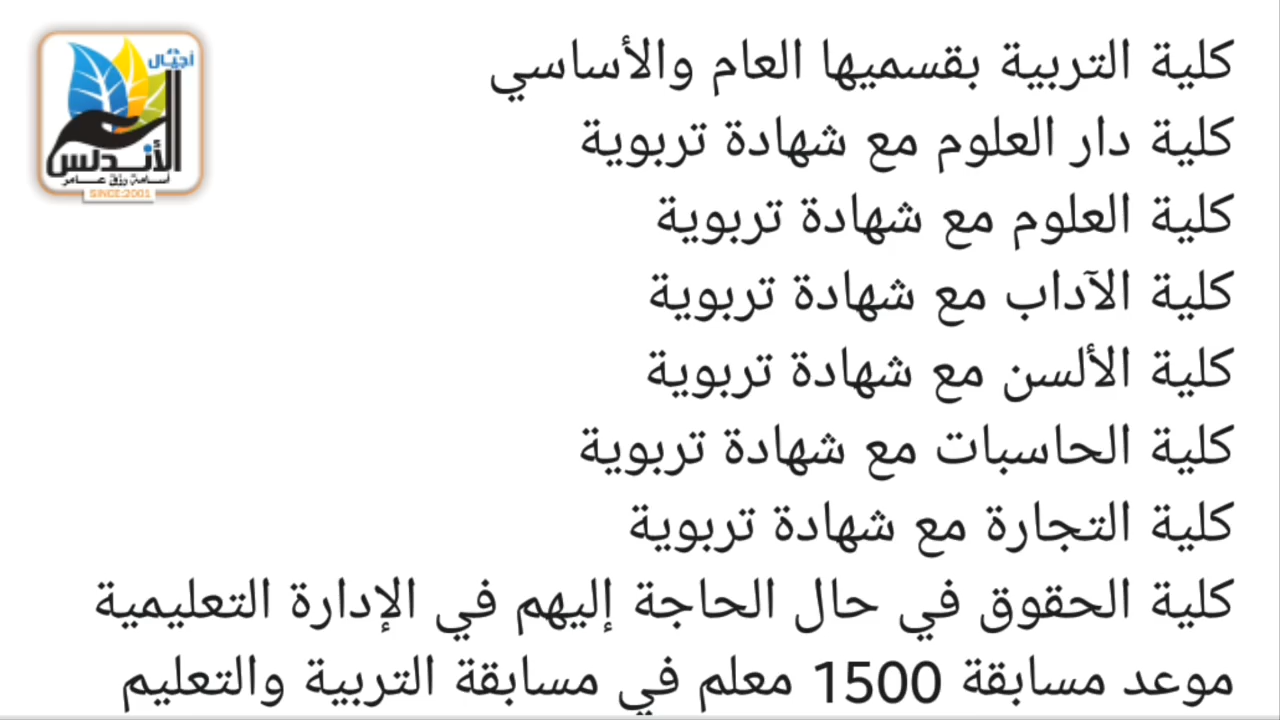 كلية التربية بقسميها العام والأساسي
كلية دار العلوم مع شهادة تربوية
كلية العلوم مع شهادة تربوية
كلية الآداب مع شهادة تربوية
كلية الألسن مع شهادة تربوية
كلية الحاسبات مع شهادة تربوية
كلية التجارة مع شهادة تربوية
كلية الحقوق في حال الحاجة إليهم في الإدارة التعليمية
موعد مسابقة 1500 معلم في مسابقة التربية والتعليم
أجيال
الأندلس
أسامة رزق عامر
SINCE:2001